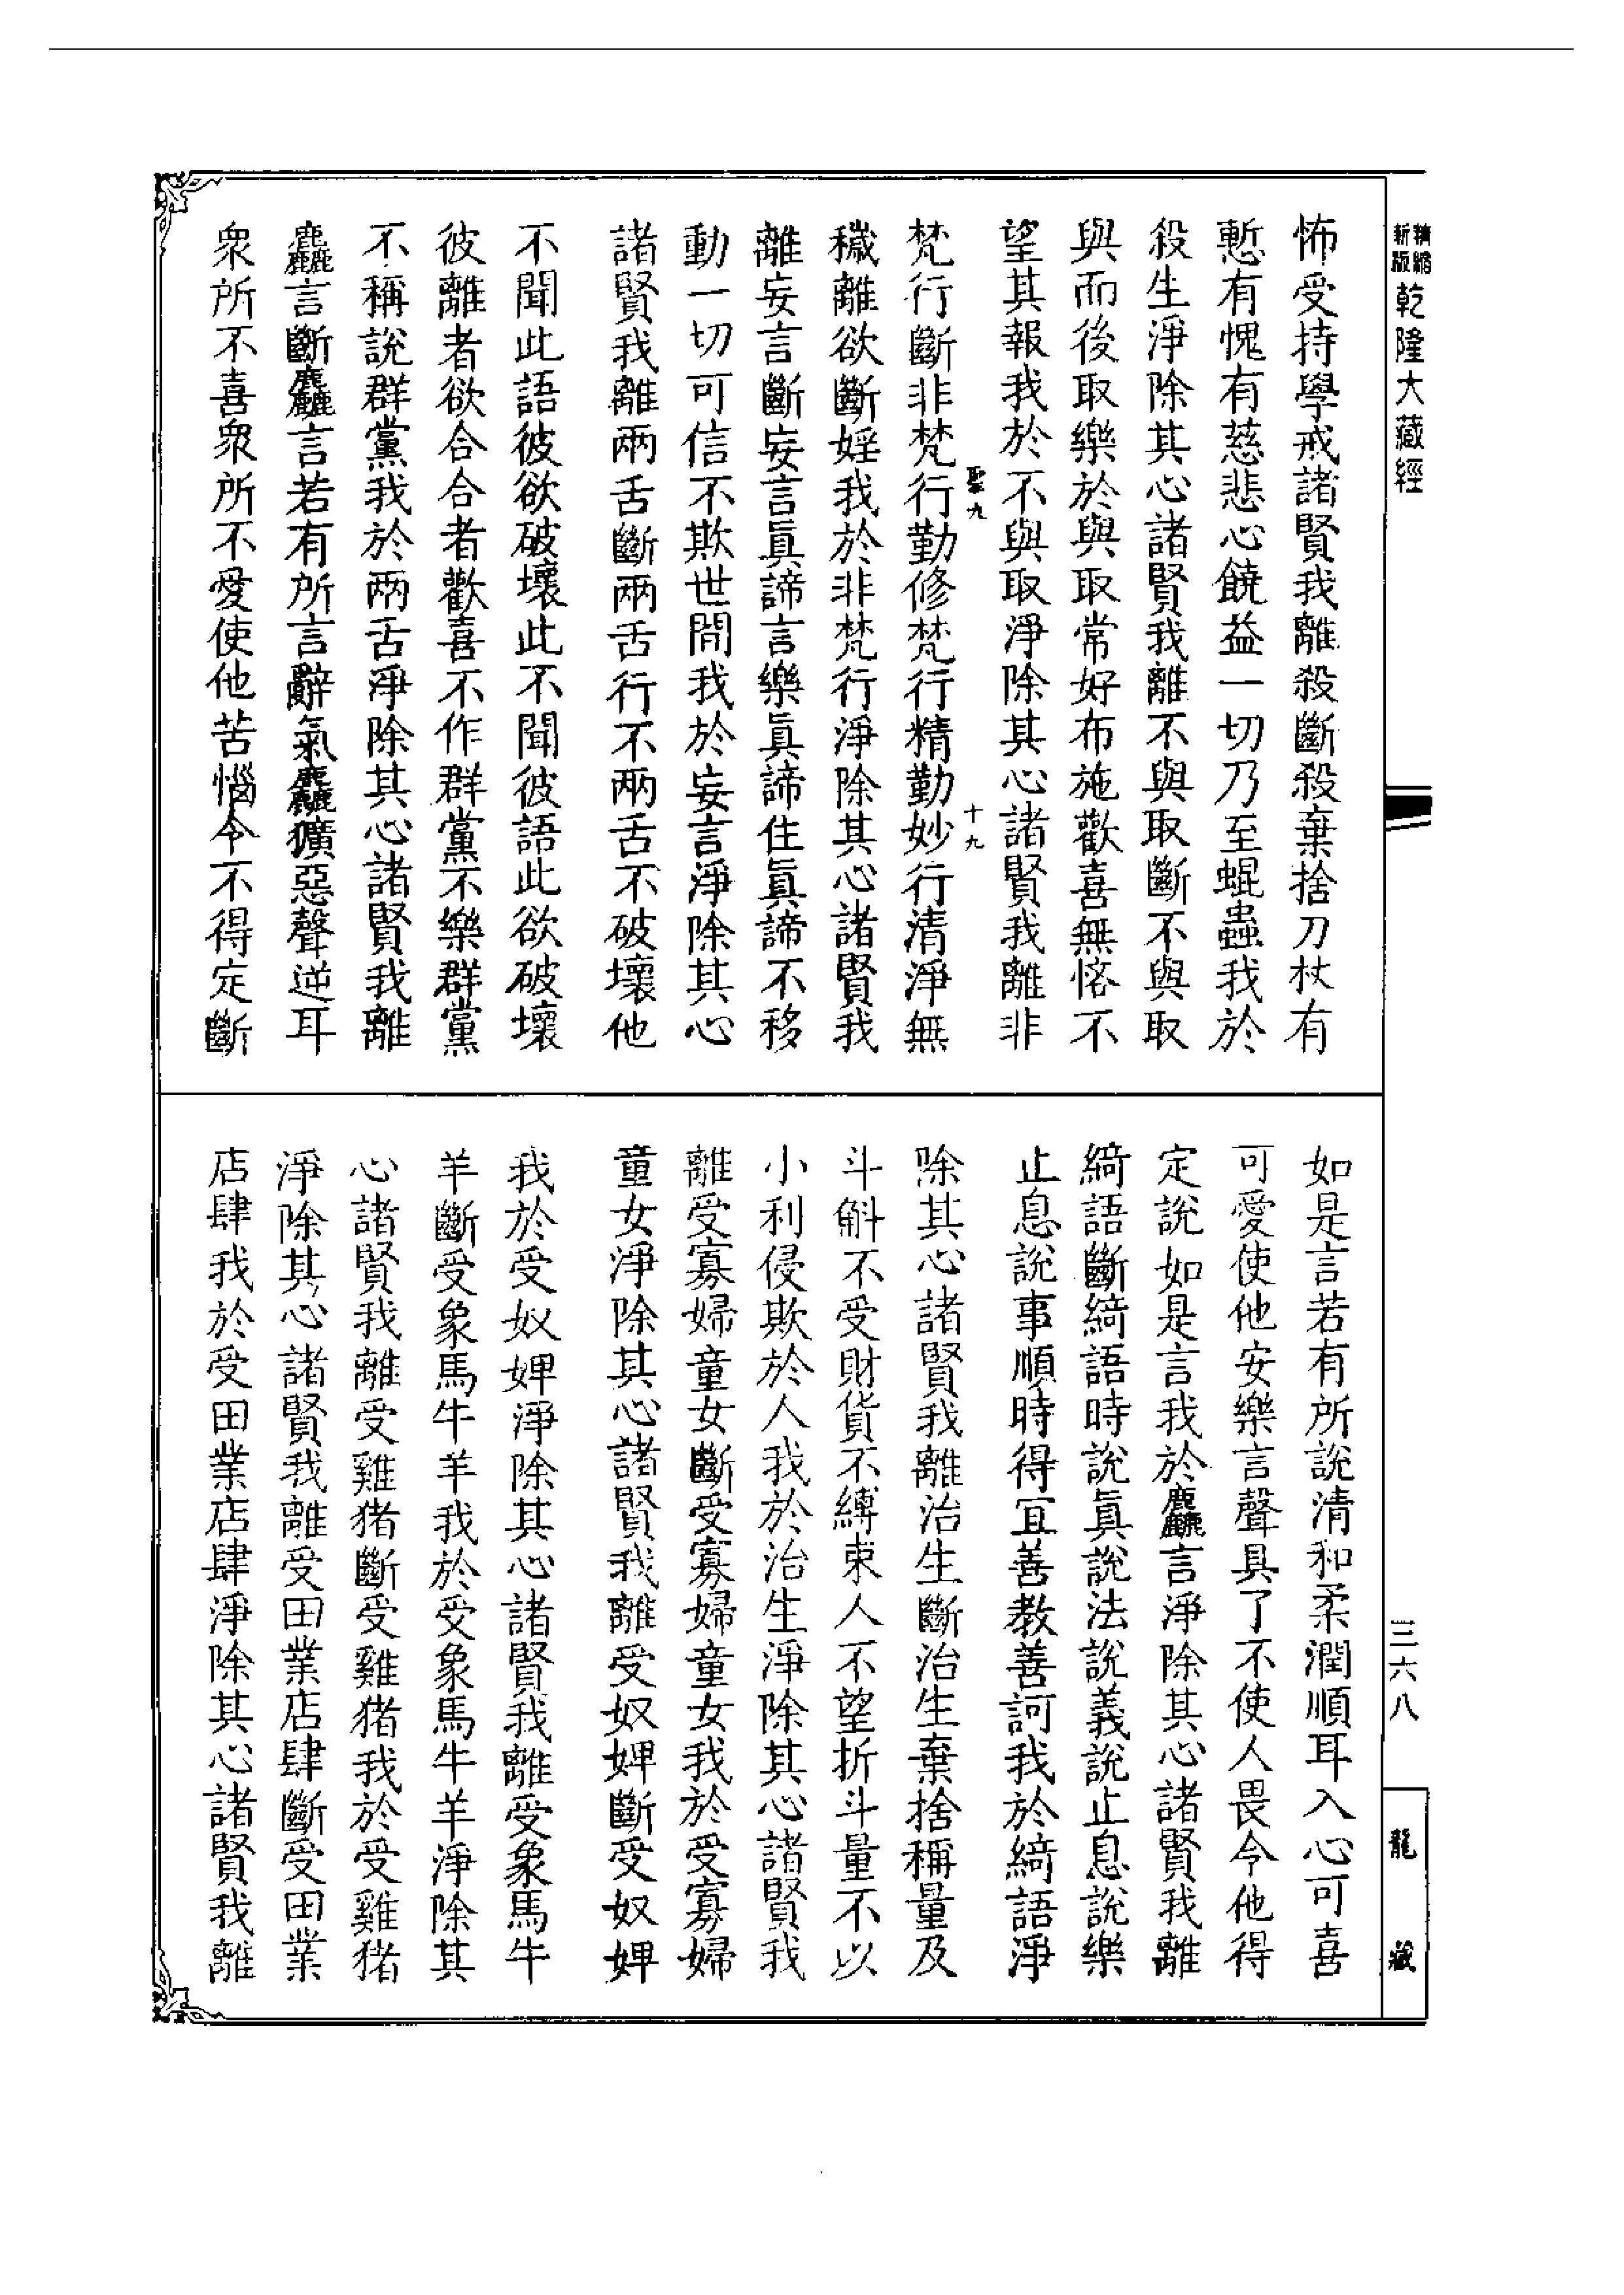 精縮新版乾隆大藏經
三六八
龍藏
怖受持學戒諸賢我離殺斷殺棄捨刀杖有
慙有愧有慈悲心饒益一切乃至蜫蟲我於
殺生淨除其心諸賢我離不與取斷不與取
與而後取樂於與取常好布施歡喜無悋不
望其報我於不與取淨除其心諸賢我離非
聖九
十九
梵行斷非梵行勤修梵行精勤妙行清淨無
穢離欲斷婬我於非梵行淨除其心諸賢我
離妄言斷妄言眞諦言樂眞諦住眞諦不移
動一切可信不欺世間我於妄言淨除其心
諸賢我離兩舌斷兩舌行不兩舌不破壞他
不聞此語彼欲破壞此不聞彼語此欲破壞
彼離者欲合合者歡喜不作群黨不樂群黨
不稱說群黨我於兩舌淨除其心諸賢我離
麤言斷麤言若有所言辭氣麤獷惡聲逆耳
衆所不喜衆所不愛使他苦惱令不得定斷
如是言若有所說清和柔潤順耳入心可喜
可愛使他安樂言聲具了不使人畏令他得
定說如是言我於麤言淨除其心諸賢我離
綺語斷綺語時說眞說法說義說止息說樂
止息說事順時得宜善教善訶我於綺語淨
除其心諸賢我離治生斷治生棄捨稱量及
斗斛不受財貨不縛束人不望折斗量不以
小利侵欺於人我於治生淨除其心諸賢我
離受寡婦童女斷受寡婦童女我於受寡婦
童女淨除其心諸賢我離受奴婢斷受奴婢
我於受奴婢淨除其心諸賢我離受象馬牛
羊斷受象馬牛羊我於受象馬牛羊淨除其
心諸賢我離受雞猪斷受雞猪我於受雞猪
淨除其心諸賢我離受田業店肆斷受田業
店肆我於受田業店肆淨除其心諸賢我離